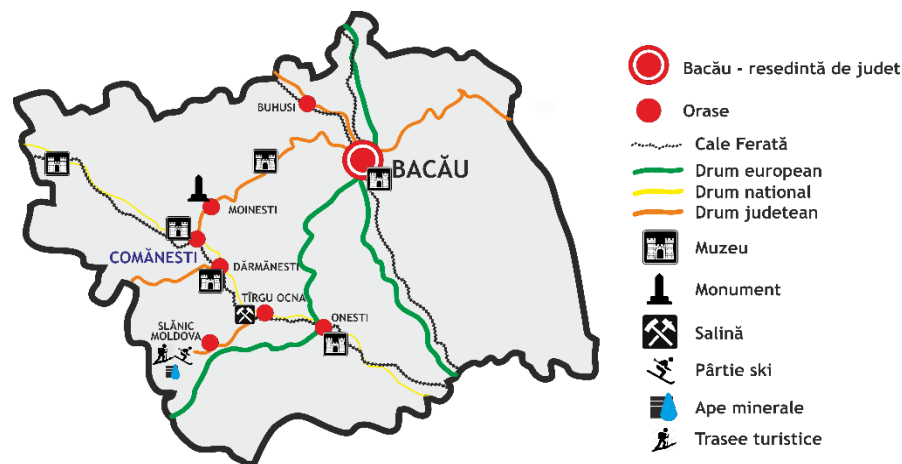 BUHUSI
BACĂU
MOINESTI
COMĂNEȘTI
DĂRMĂNESTI
TÎRGU OCNA
SLĂNIC
MOLDOVA
ONESTI
Bacău - resedintă de judet
Orase
Cale Ferată
Drum european
Drum national
Drum judetean
Muzeu
Monument
Salină
Pârtie ski
Ape minerale
Trasee turistice